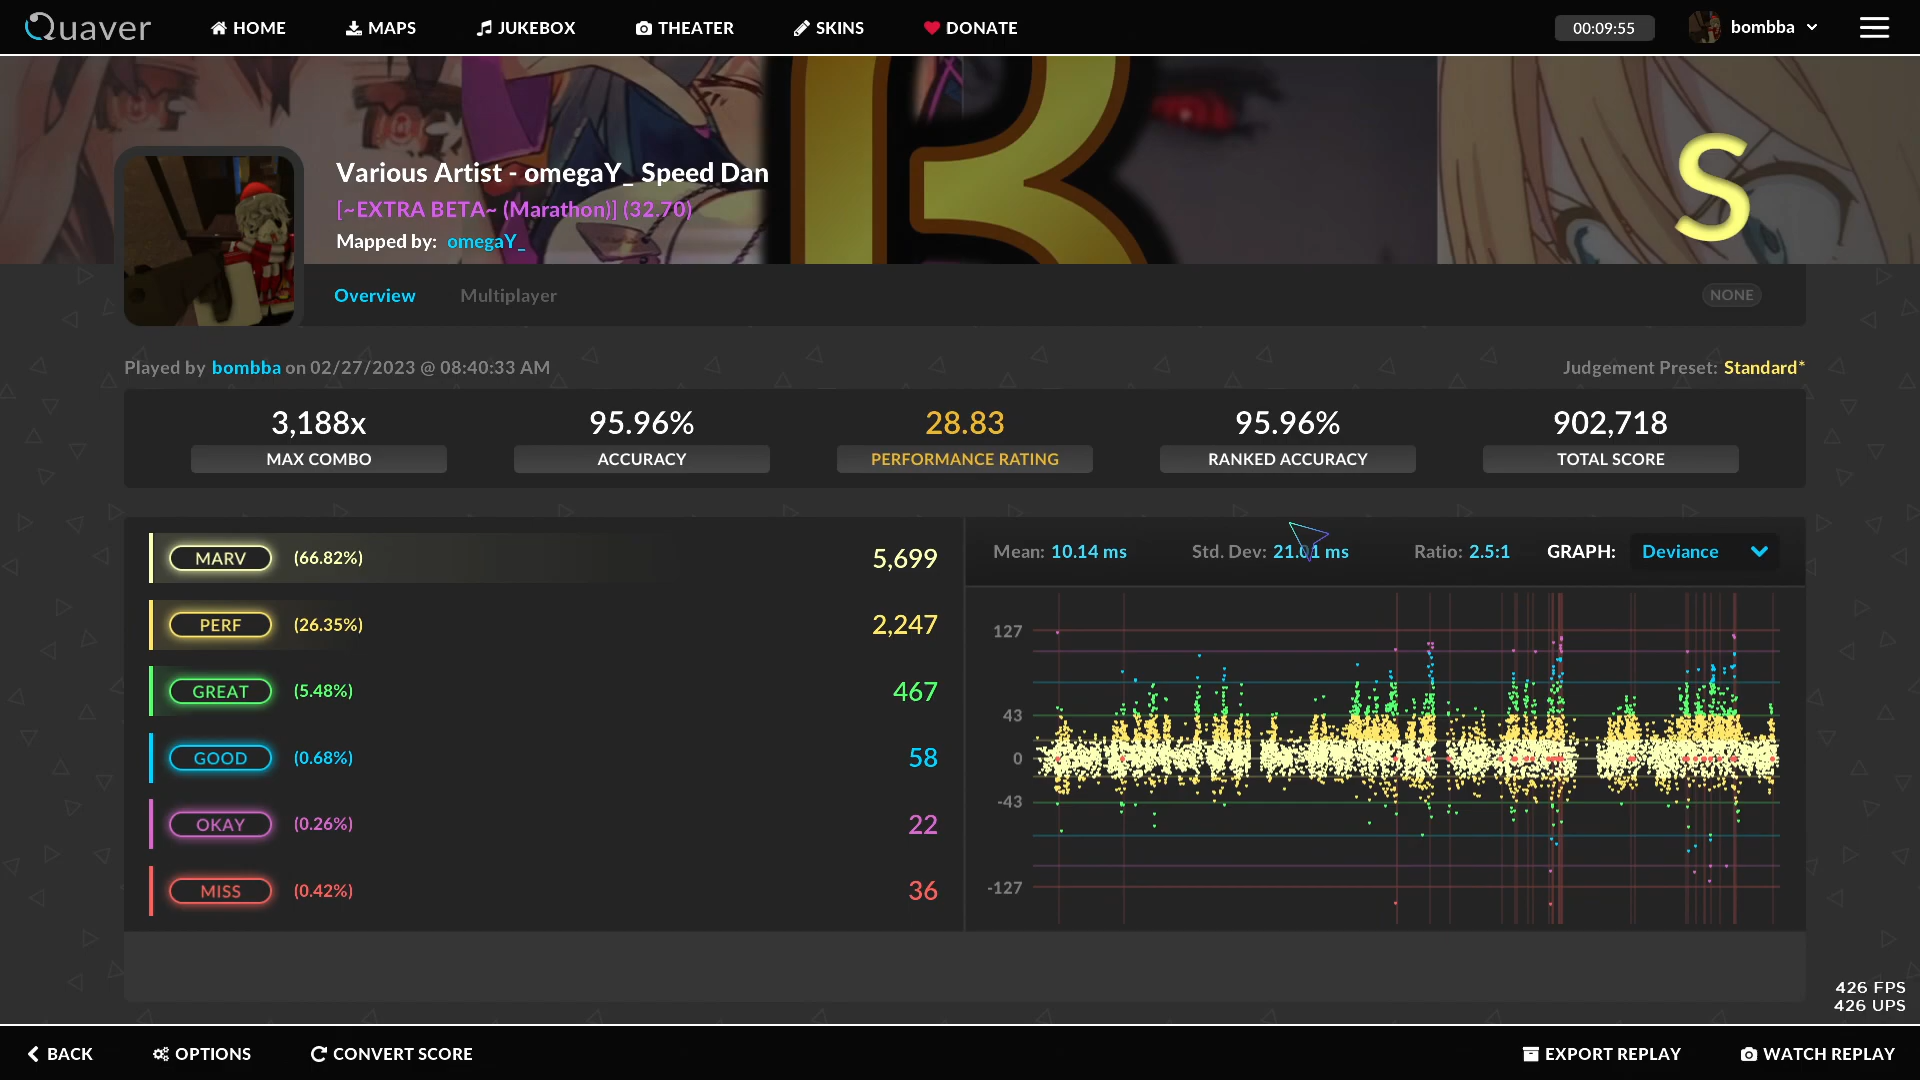 Quaver
HOME
MAPS
JUKEBOX
THEATER
SKINS
DONATE
00:09:55
bombba
Various Artist - omegaY_ Speed Dan
[~EXTRA BETA~ (Marathon)] (32.70)
Mapped by: omegaY_
S
Overview
Multiplayer
NONE
Played by bombba on 02/27/2023 @ 08:40:33 AM
Judgement Preset: Standard*
3,188x
95.96%
28.83
95.96%
902,718
MAX COMBO
ACCURACY
PERFORMANCE RATING
RANKED ACCURACY
TOTAL SCORE
MARV (66.82%) 5,699
PERF (26.35%) 2,247
GREAT (5.48%) 467
GOOD (0.68%) 58
OKAY (0.26%) 22
MISS (0.42%) 36
Mean: 10.14 ms
Std. Dev: 21.01 ms
Ratio: 2.5:1
GRAPH: Deviance
127
43
0
-43
-127
426 FPS
426 UPS
BACK
OPTIONS
CONVERT SCORE
EXPORT REPLAY
WATCH REPLAY